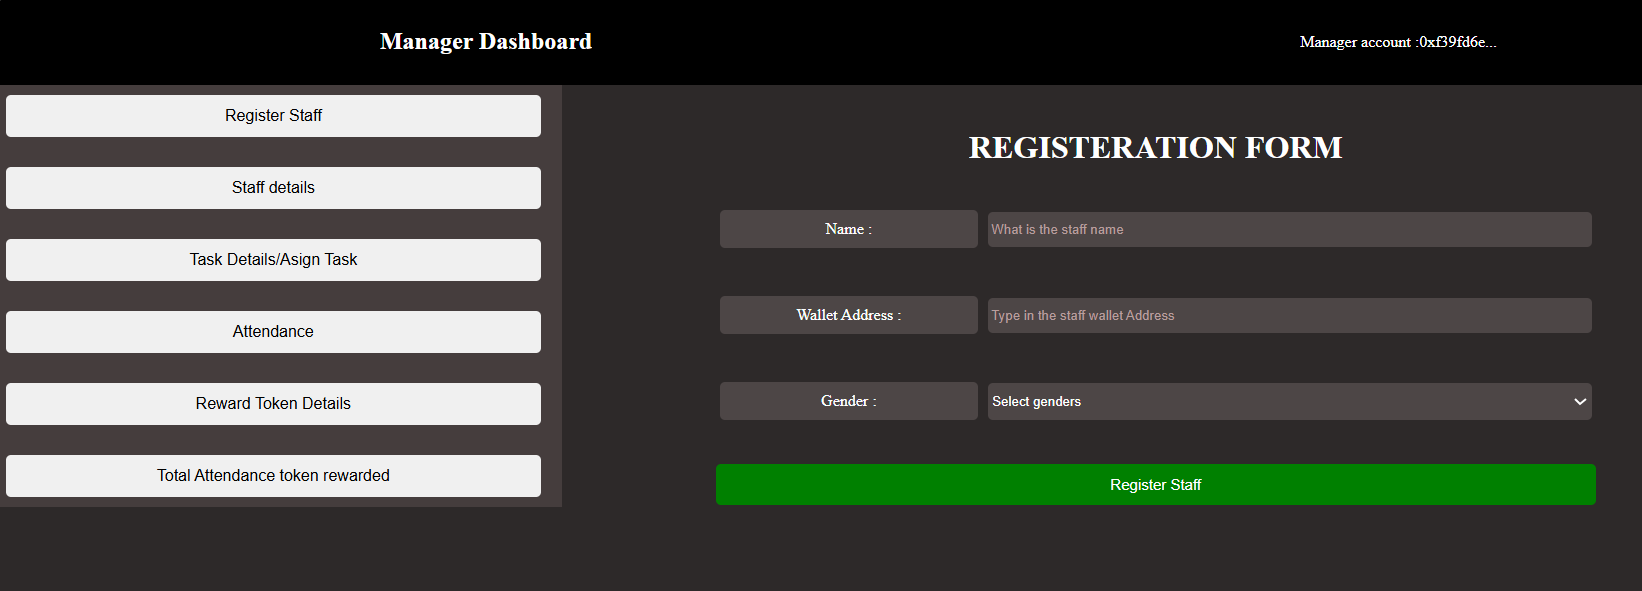 Manager Dashboard
Manager account :0xf39fd6e...
Register Staff
Staff details
Task Details/Asign Task
Attendance
Reward Token Details
Total Attendance token rewarded
REGISTERATION FORM
Name :
What is the staff name
Wallet Address :
Type in the staff wallet Address
Gender :
Select genders
Register Staff